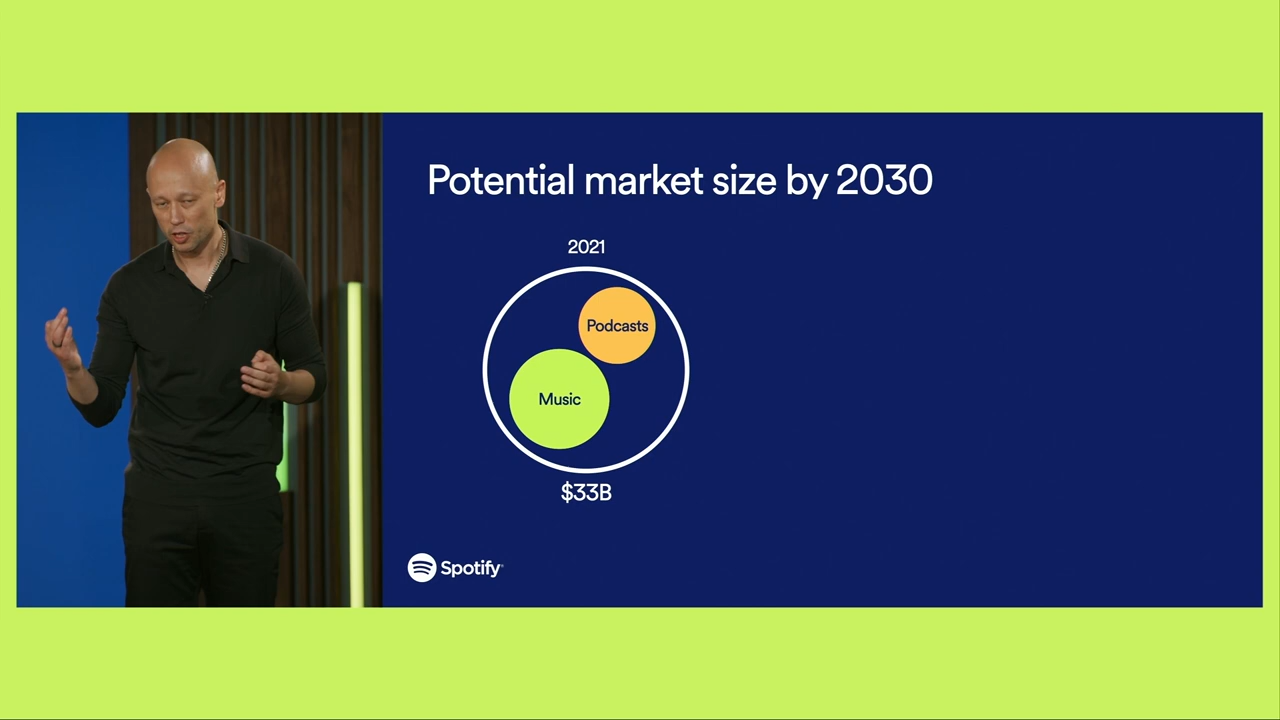 Potential market size by 2030
2021
Podcasts
Music
$33B
Spotify